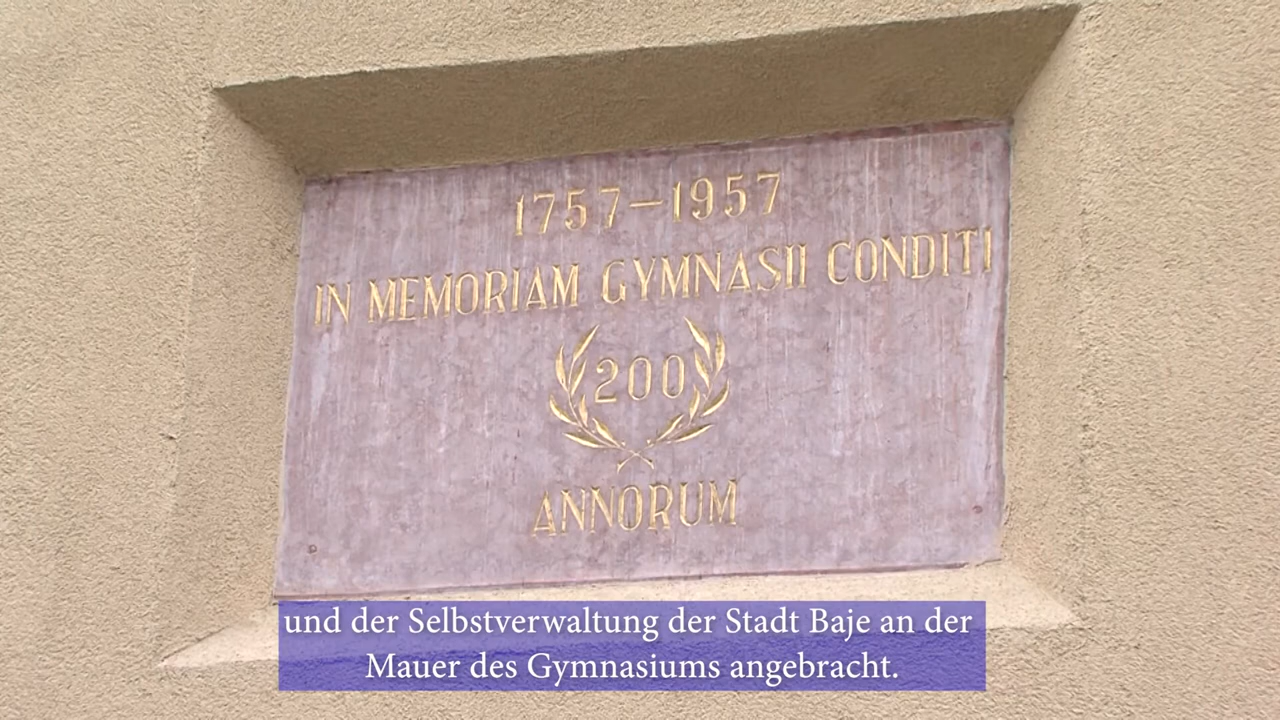 1757–1957
IN MEMORIAM GYMNASII CONDITI
200
ANNORUM
und der Selbstverwaltung der Stadt Baje an der
Mauer des Gymnasiums angebracht.